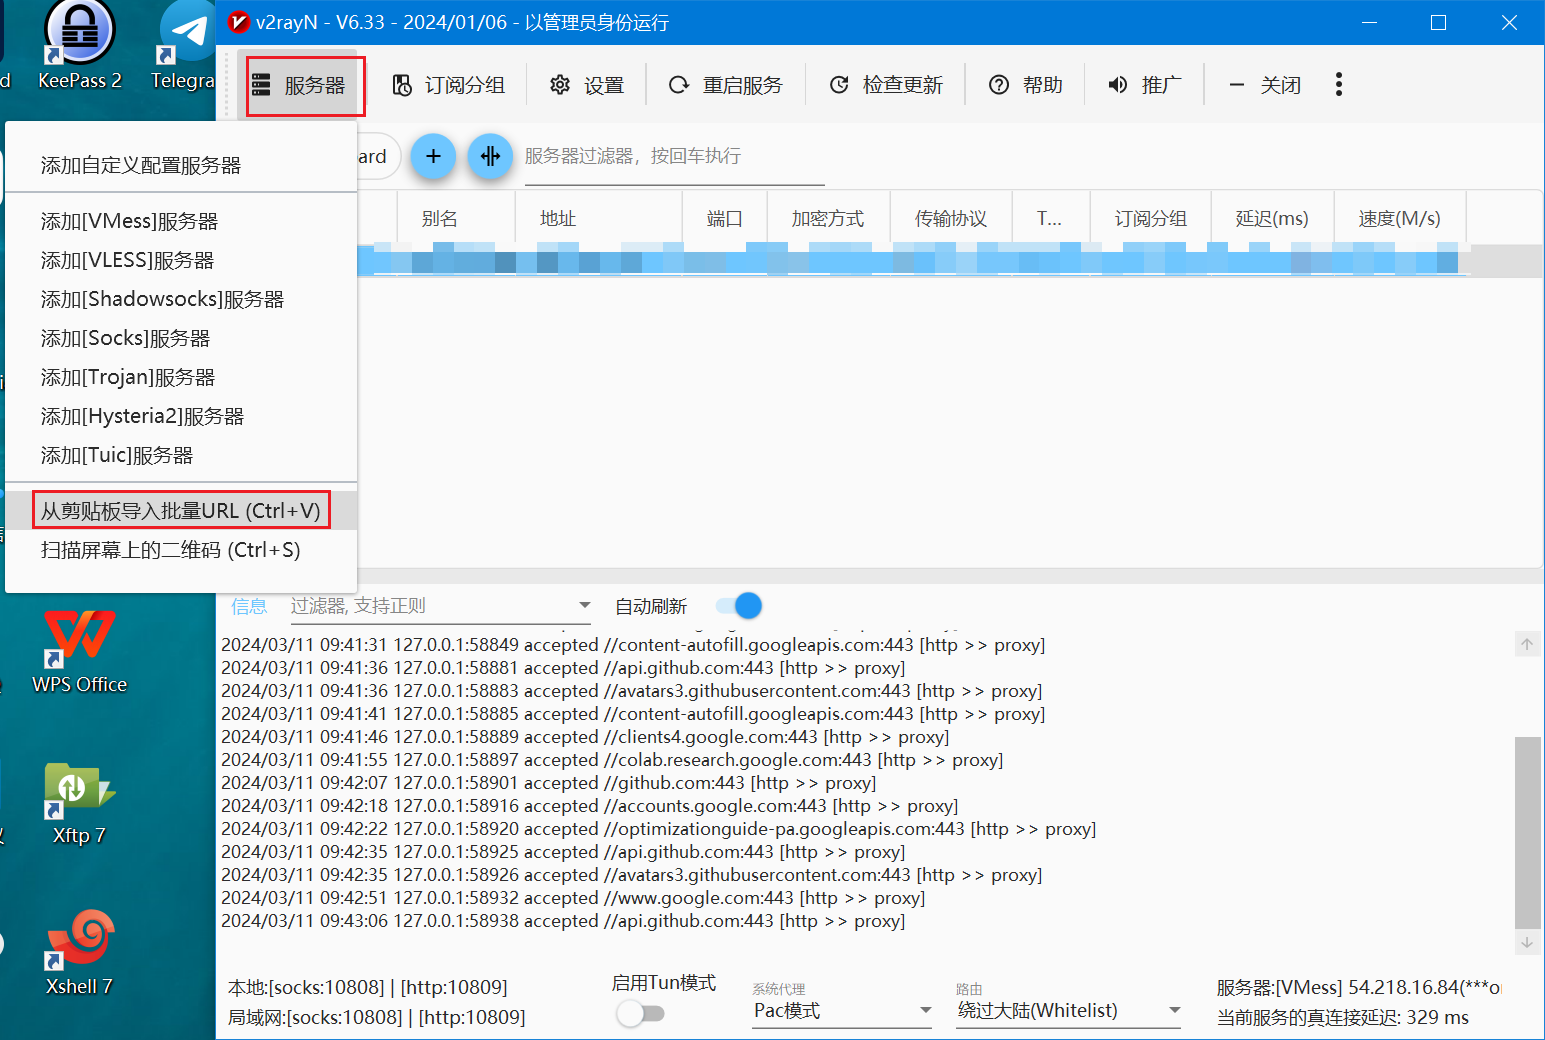 KeePass 2
Telegra
v2rayN - V6.33 - 2024/01/06 - 以管理员身份运行
服务器
订阅分组
设置
重启服务
检查更新
帮助
推广
关闭
添加自定义配置服务器
添加[VMess]服务器
添加[VLESS]服务器
添加[Shadowsocks]服务器
添加[Socks]服务器
添加[Trojan]服务器
添加[Hysteria2]服务器
添加[Tuic]服务器
从剪贴板导入批量URL (Ctrl+V)
扫描屏幕上的二维码 (Ctrl+S)
ard
服务器过滤器，按回车执行
别名
地址
端口
加密方式
传输协议
T...
订阅分组
延迟(ms)
速度(M/s)
信息
过滤器, 支持正则
自动刷新
2024/03/11 09:41:31 127.0.0.1:58849 accepted //content-autofill.googleapis.com:443 [http >> proxy]
2024/03/11 09:41:36 127.0.0.1:58881 accepted //api.github.com:443 [http >> proxy]
2024/03/11 09:41:36 127.0.0.1:58883 accepted //avatars3.githubusercontent.com:443 [http >> proxy]
2024/03/11 09:41:41 127.0.0.1:58885 accepted //content-autofill.googleapis.com:443 [http >> proxy]
2024/03/11 09:41:46 127.0.0.1:58889 accepted //clients4.google.com:443 [http >> proxy]
2024/03/11 09:41:55 127.0.0.1:58897 accepted //colab.research.google.com:443 [http >> proxy]
2024/03/11 09:42:07 127.0.0.1:58901 accepted //github.com:443 [http >> proxy]
2024/03/11 09:42:18 127.0.0.1:58916 accepted //accounts.google.com:443 [http >> proxy]
2024/03/11 09:42:22 127.0.0.1:58920 accepted //optimizationguide-pa.googleapis.com:443 [http >> proxy]
2024/03/11 09:42:35 127.0.0.1:58925 accepted //api.github.com:443 [http >> proxy]
2024/03/11 09:42:35 127.0.0.1:58926 accepted //avatars3.githubusercontent.com:443 [http >> proxy]
2024/03/11 09:42:51 127.0.0.1:58932 accepted //www.google.com:443 [http >> proxy]
2024/03/11 09:43:06 127.0.0.1:58938 accepted //api.github.com:443 [http >> proxy]
WPS Office
Xftp 7
Xshell 7
本地:[socks:10808] | [http:10809]
局域网:[socks:10808] | [http:10809]
启用Tun模式
系统代理
Pac模式
路由
绕过大陆(Whitelist)
服务器:[VMess] 54.218.16.84(***o
当前服务的真连接延迟: 329 ms